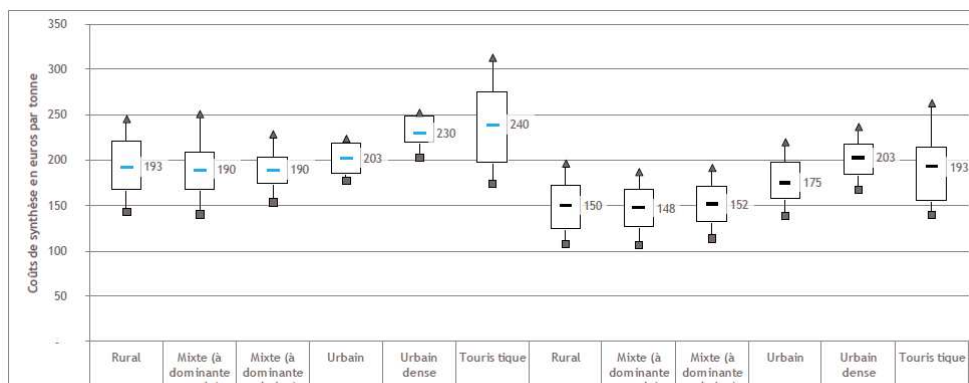 350
300
250
200
150
100
50
-
Coûts de synthèse en euros par tonne
193
190
190
203
230
240
150
148
152
175
203
193
Rural
Mixte (à
dominante
Mixte (à
dominante
Urbain
Urbain
dense
Touris tique
Rural
Mixte (à
dominante
Mixte (à
dominante
Urbain
Urbain
dense
Touris tique